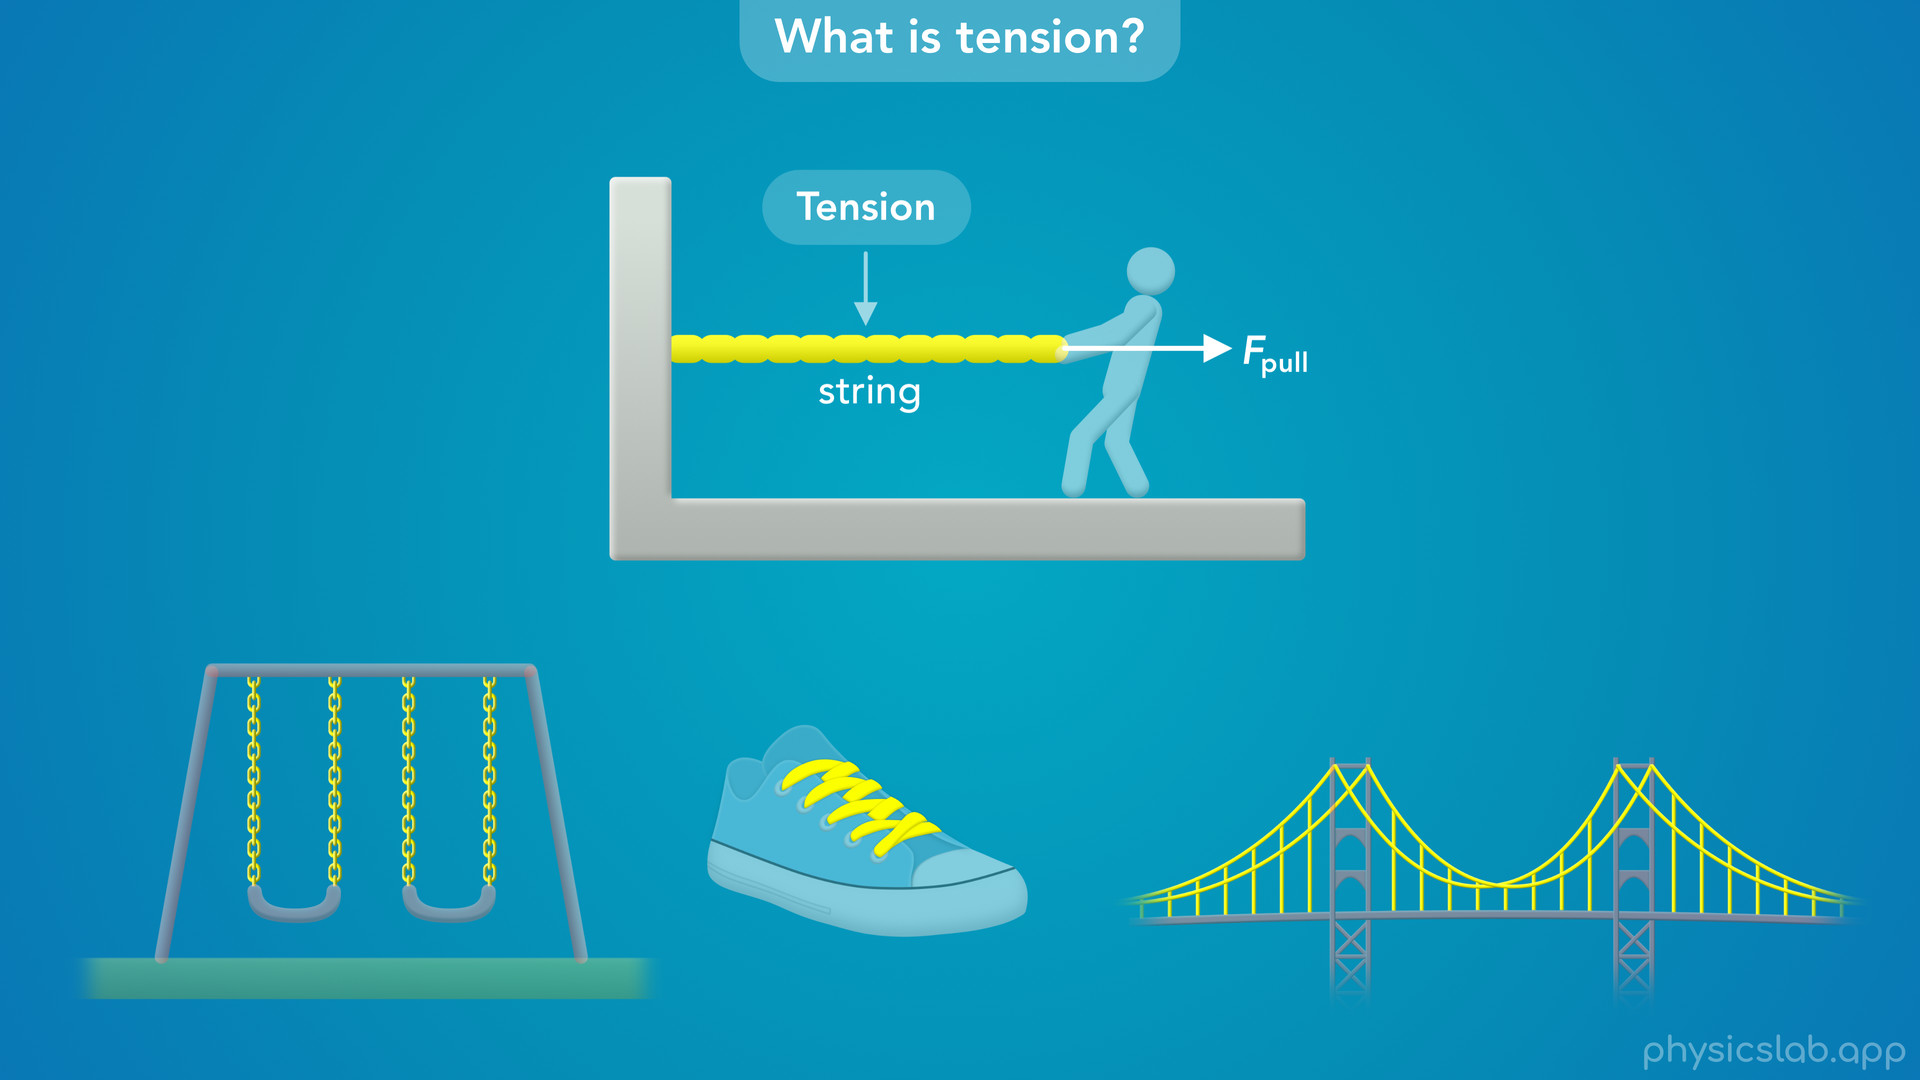 What is tension?
Tension
string
Fpull
physicslab.app